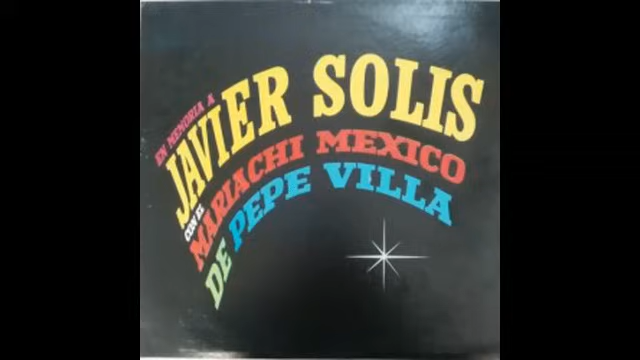 EN MEMORIA A
JAVIER SOLIS
CON EL
MARIACHI MEXICO
DE PEPE VILLA